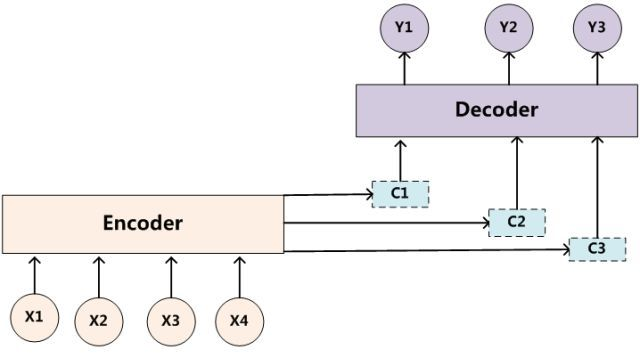 Y1 Y2 Y3
Decoder
C1
Encoder
C2
C3
X1 X2 X3 X4